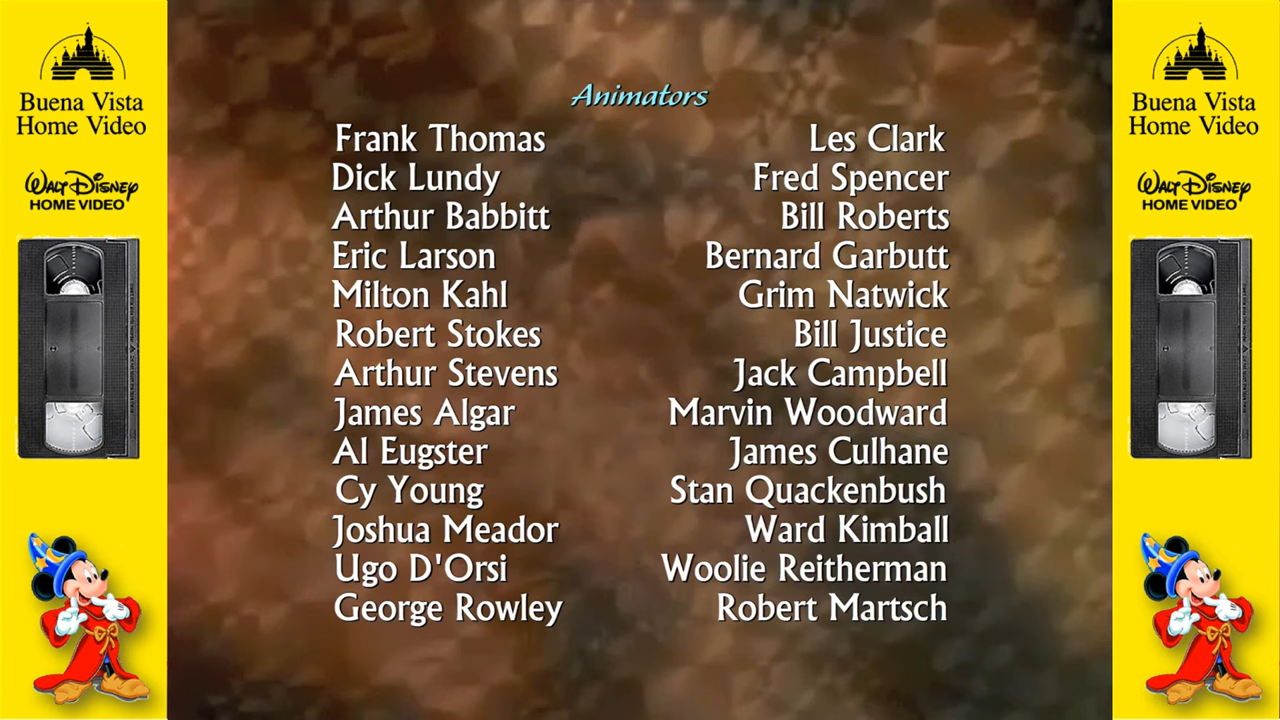 Buena Vista
Home Video
Walt Disney
HOME VIDEO
Animators
Frank Thomas Les Clark
Dick Lundy Fred Spencer
Arthur Babbitt Bill Roberts
Eric Larson Bernard Garbutt
Milton Kahl Grim Natwick
Robert Stokes Bill Justice
Arthur Stevens Jack Campbell
James Algar Marvin Woodward
Al Eugster James Culhane
Cy Young Stan Quackenbush
Joshua Meador Ward Kimball
Ugo D'Orsi Woolie Reitherman
George Rowley Robert Martsch
Buena Vista
Home Video
Walt Disney
HOME VIDEO